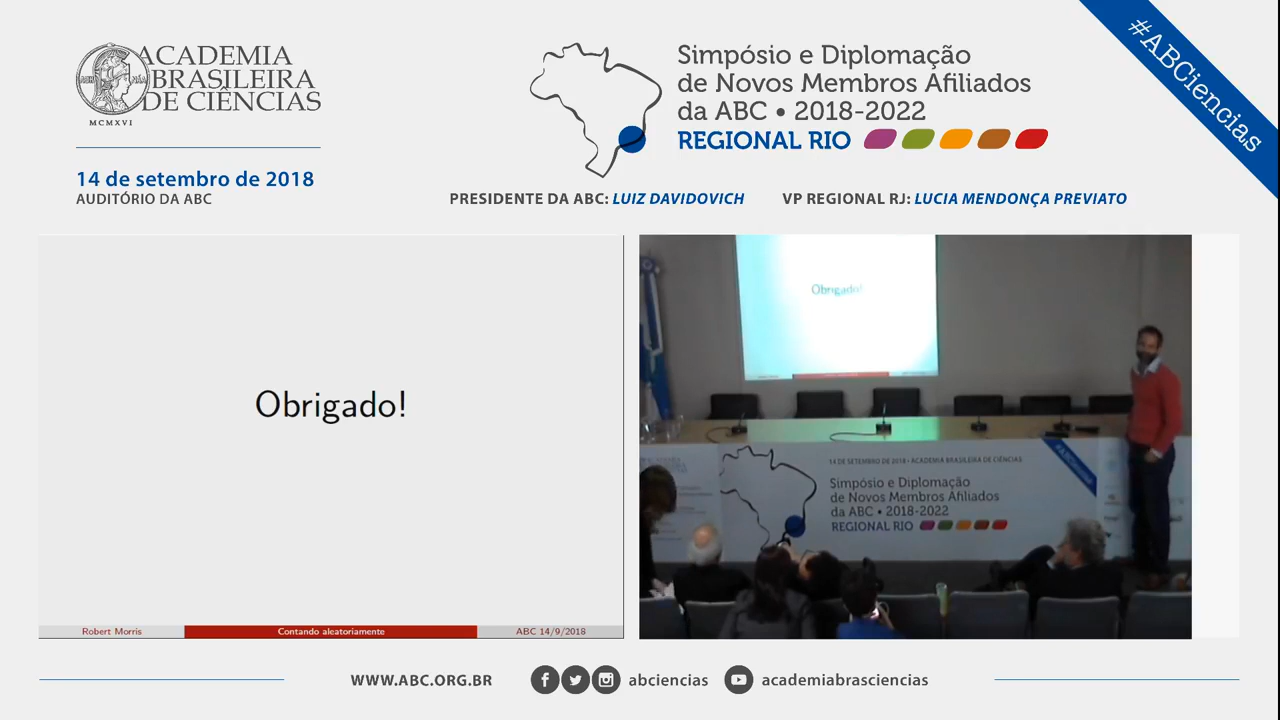 ACADEMIA
BRASILEIRA
DE CIÊNCIAS
MCMXVI
14 de setembro de 2018
AUDITÓRIO DA ABC
Simpósio e Diplomação
de Novos Membros Afiliados
da ABC • 2018-2022
REGIONAL RIO
#ABCiencias
PRESIDENTE DA ABC: LUIZ DAVIDOVICH
VP REGIONAL RJ: LUCIA MENDONÇA PREVIATO
Obrigado!
Robert Morris
Contando aleatoriamente
ABC 14/9/2018
Obrigado!
14 DE SETEMBRO DE 2018 • ACADEMIA BRASILEIRA DE CIÊNCIAS
Simpósio e Diplomação
de Novos Membros Afiliados
da ABC • 2018-2022
REGIONAL RIO
#ABCiencias
WWW.ABC.ORG.BR
abciencias
academiabrasciencias